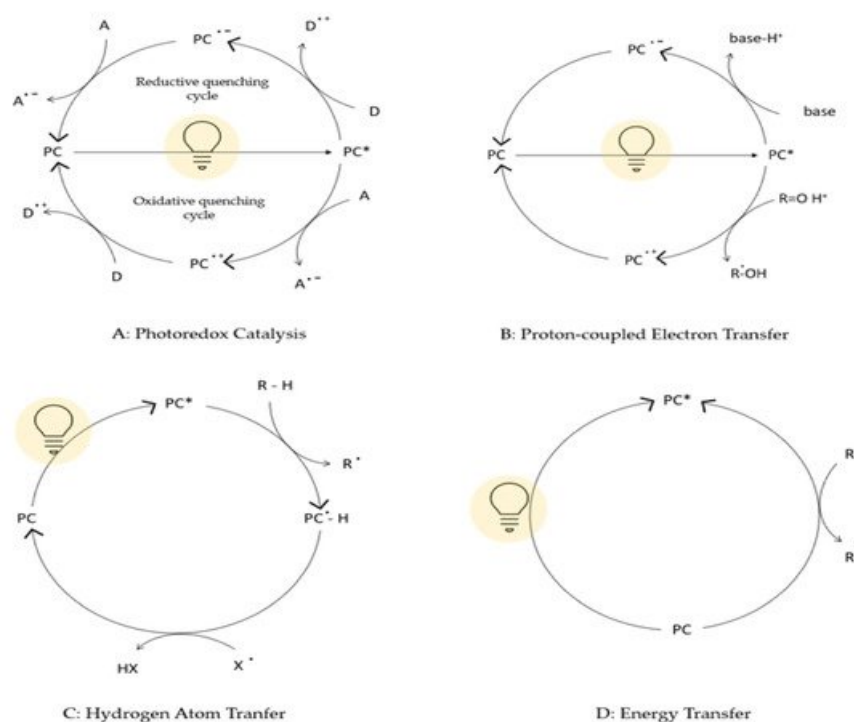 A
PC •−
D•+
A•−
Reductive quenching
cycle
D
PC
PC*
Oxidative quenching
cycle
A
D•+
D
PC•+
A•−
A: Photoredox Catalysis
PC •−
base-H+
base
PC
PC*
R=O H+
PC•+
R-OH
B: Proton-coupled Electron Transfer
R - H
PC*
R•
PC
PC•- H
HX
X•
C: Hydrogen Atom Tranfer
PC*
R
R
PC
D: Energy Transfer